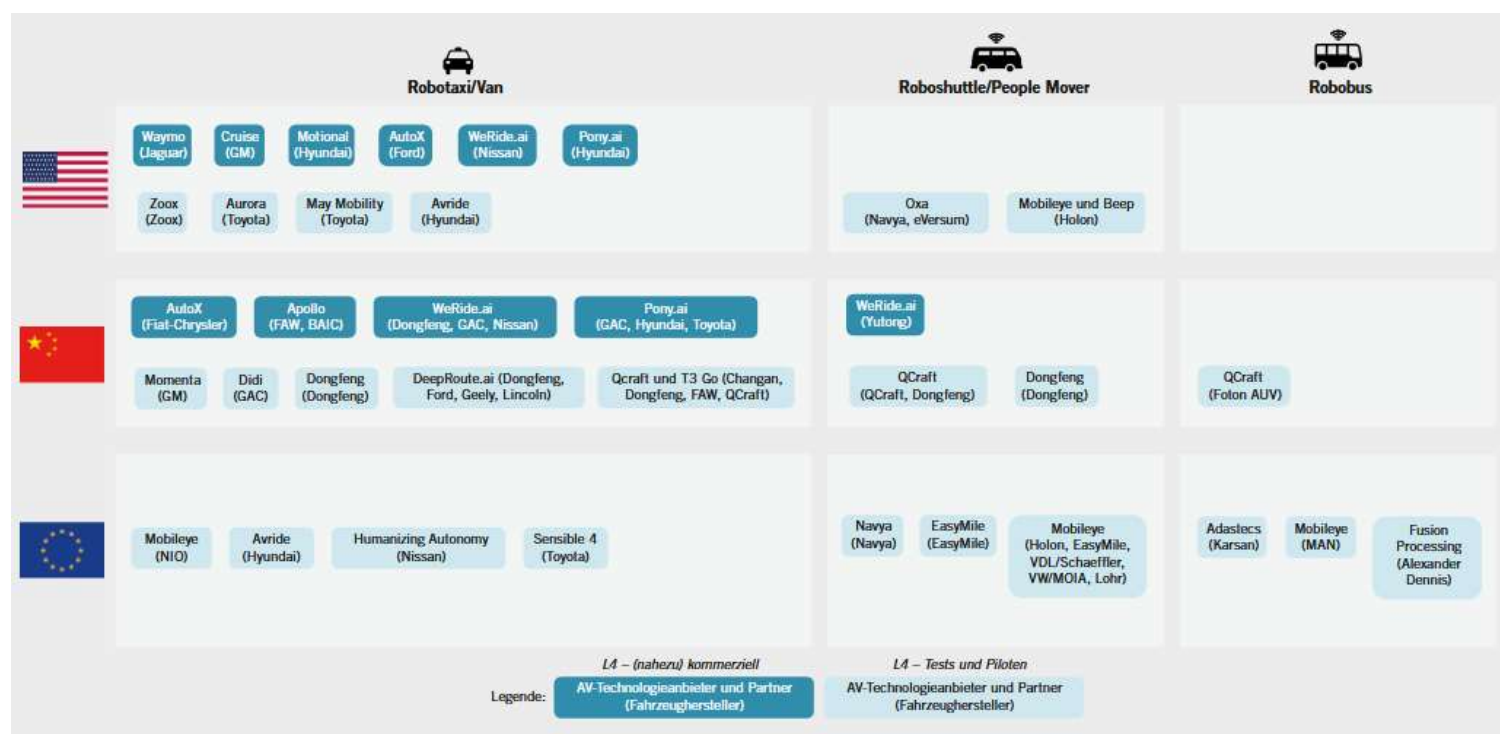 Robotaxi/Van
Roboshuttle/People Mover
Robobus
Waymo
(Jaguar)
Cruise
(GM)
Motional
(Hyundai)
AutoX
(Ford)
WeRide.ai
(Nissan)
Pony.ai
(Hyundai)
Zoox
(Zoox)
Aurora
(Toyota)
May Mobility
(Toyota)
Avride
(Hyundai)
Oxa
(Navya, eVersum)
Mobileye und Beep
(Holon)
AutoX
(Fiat-Chrysler)
Apollo
(FAW, BAIC)
WeRide.ai
(Dongfeng, GAC, Nissan)
Pony.ai
(GAC, Hyundai, Toyota)
WeRide.ai
(Yutong)
Momenta
(GM)
Didi
(GAC)
Dongfeng
(Dongfeng)
DeepRoute.ai (Dongfeng,
Ford, Geely, Lincoln)
Qcraft und T3 Go (Changan,
Dongfeng, FAW, QCraft)
QCraft
(QCraft, Dongfeng)
Dongfeng
(Dongfeng)
QCraft
(Foton AUV)
Mobileye
(NIO)
Avride
(Hyundai)
Humanizing Autonomy
(Nissan)
Sensible 4
(Toyota)
Navya
(Navya)
EasyMile
(EasyMile)
Mobileye
(Holon, EasyMile,
VDL/Schaeffler,
VW/MOIA, Lohr)
Adastecs
(Karsan)
Mobileye
(MAN)
Fusion
Processing
(Alexander
Dennis)
L4 – (nahezu) kommerziell
L4 – Tests und Piloten
Legende:
AV-Technologieanbieter und Partner
(Fahrzeughersteller)
AV-Technologieanbieter und Partner
(Fahrzeughersteller)